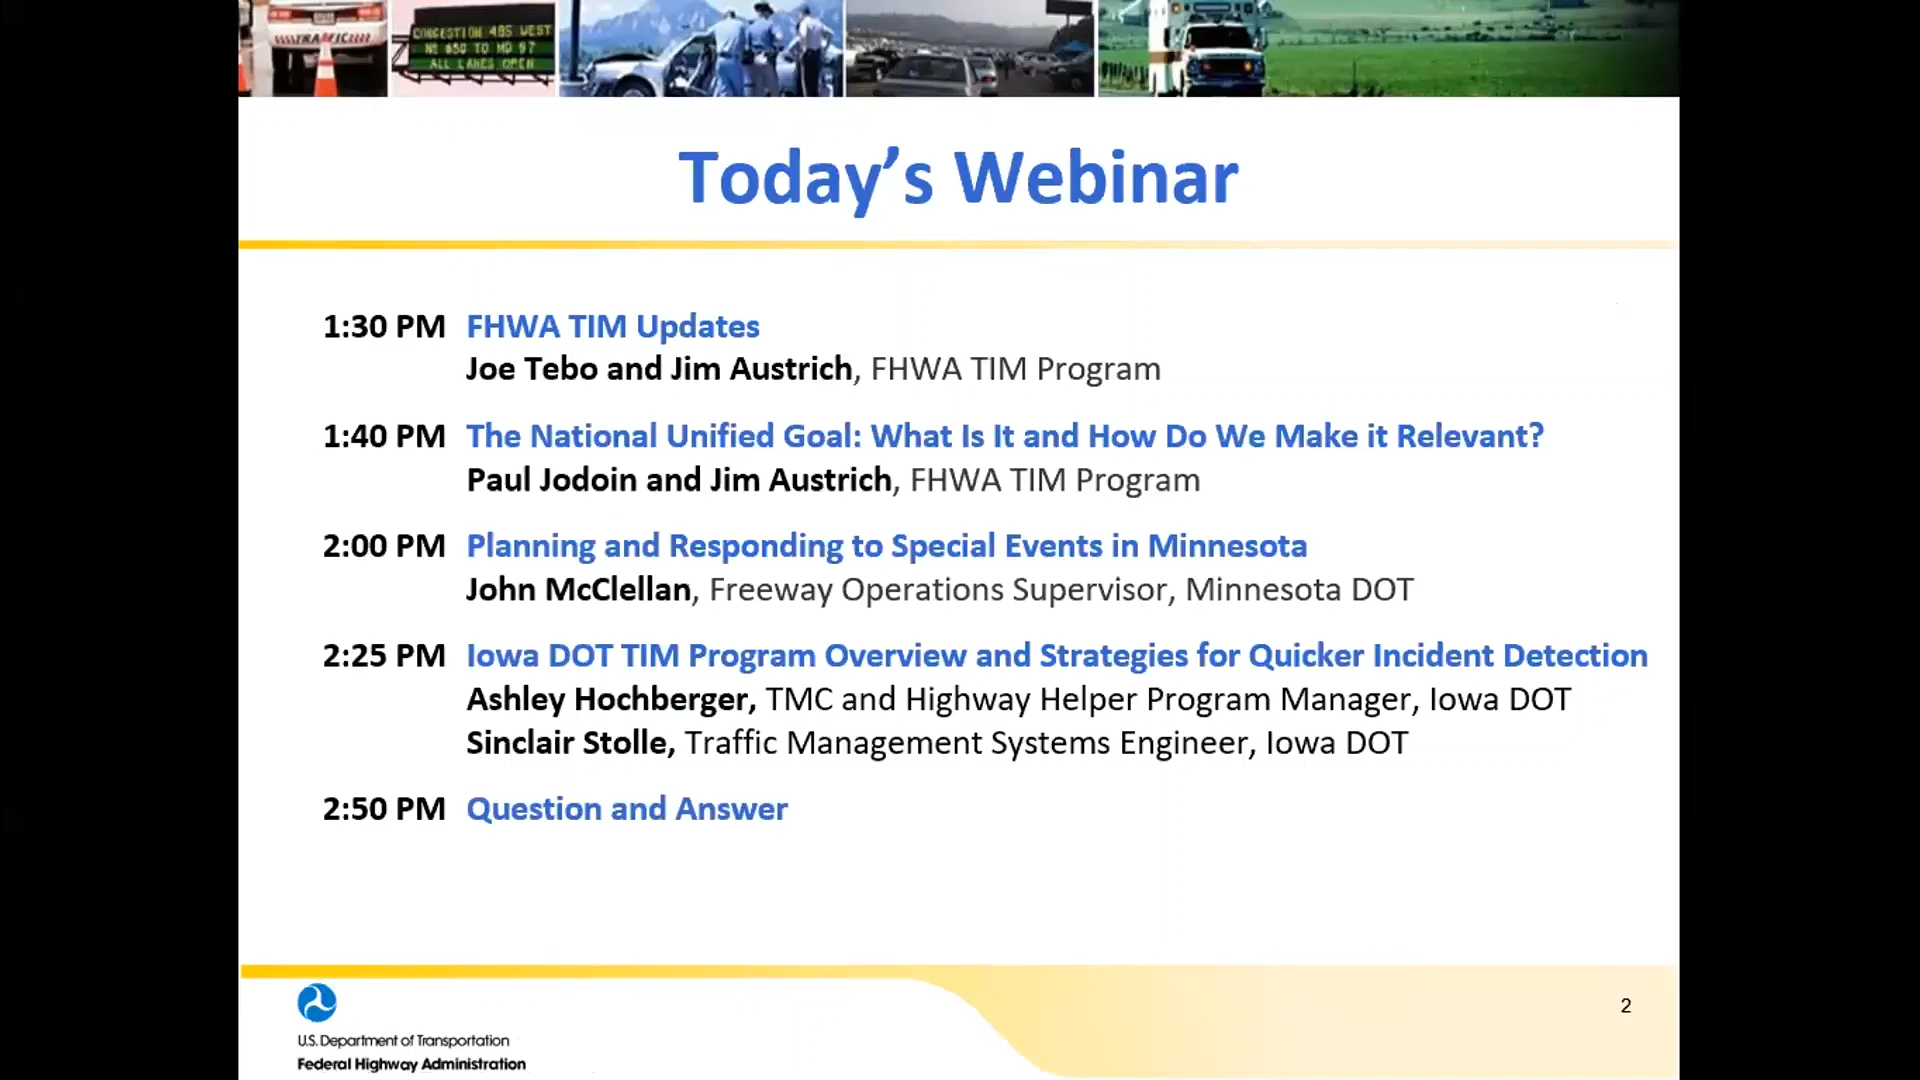 TRAFFIC
CONGESTION 495 WEST
MD 650 TO MD 97
ALL LANES OPEN
Today’s Webinar
1:30 PM FHWA TIM Updates
Joe Tebo and Jim Austrich, FHWA TIM Program
1:40 PM The National Unified Goal: What Is It and How Do We Make it Relevant?
Paul Jodoin and Jim Austrich, FHWA TIM Program
2:00 PM Planning and Responding to Special Events in Minnesota
John McClellan, Freeway Operations Supervisor, Minnesota DOT
2:25 PM Iowa DOT TIM Program Overview and Strategies for Quicker Incident Detection
Ashley Hochberger, TMC and Highway Helper Program Manager, Iowa DOT
Sinclair Stolle, Traffic Management Systems Engineer, Iowa DOT
2:50 PM Question and Answer
2
U.S. Department of Transportation
Federal Highway Administration